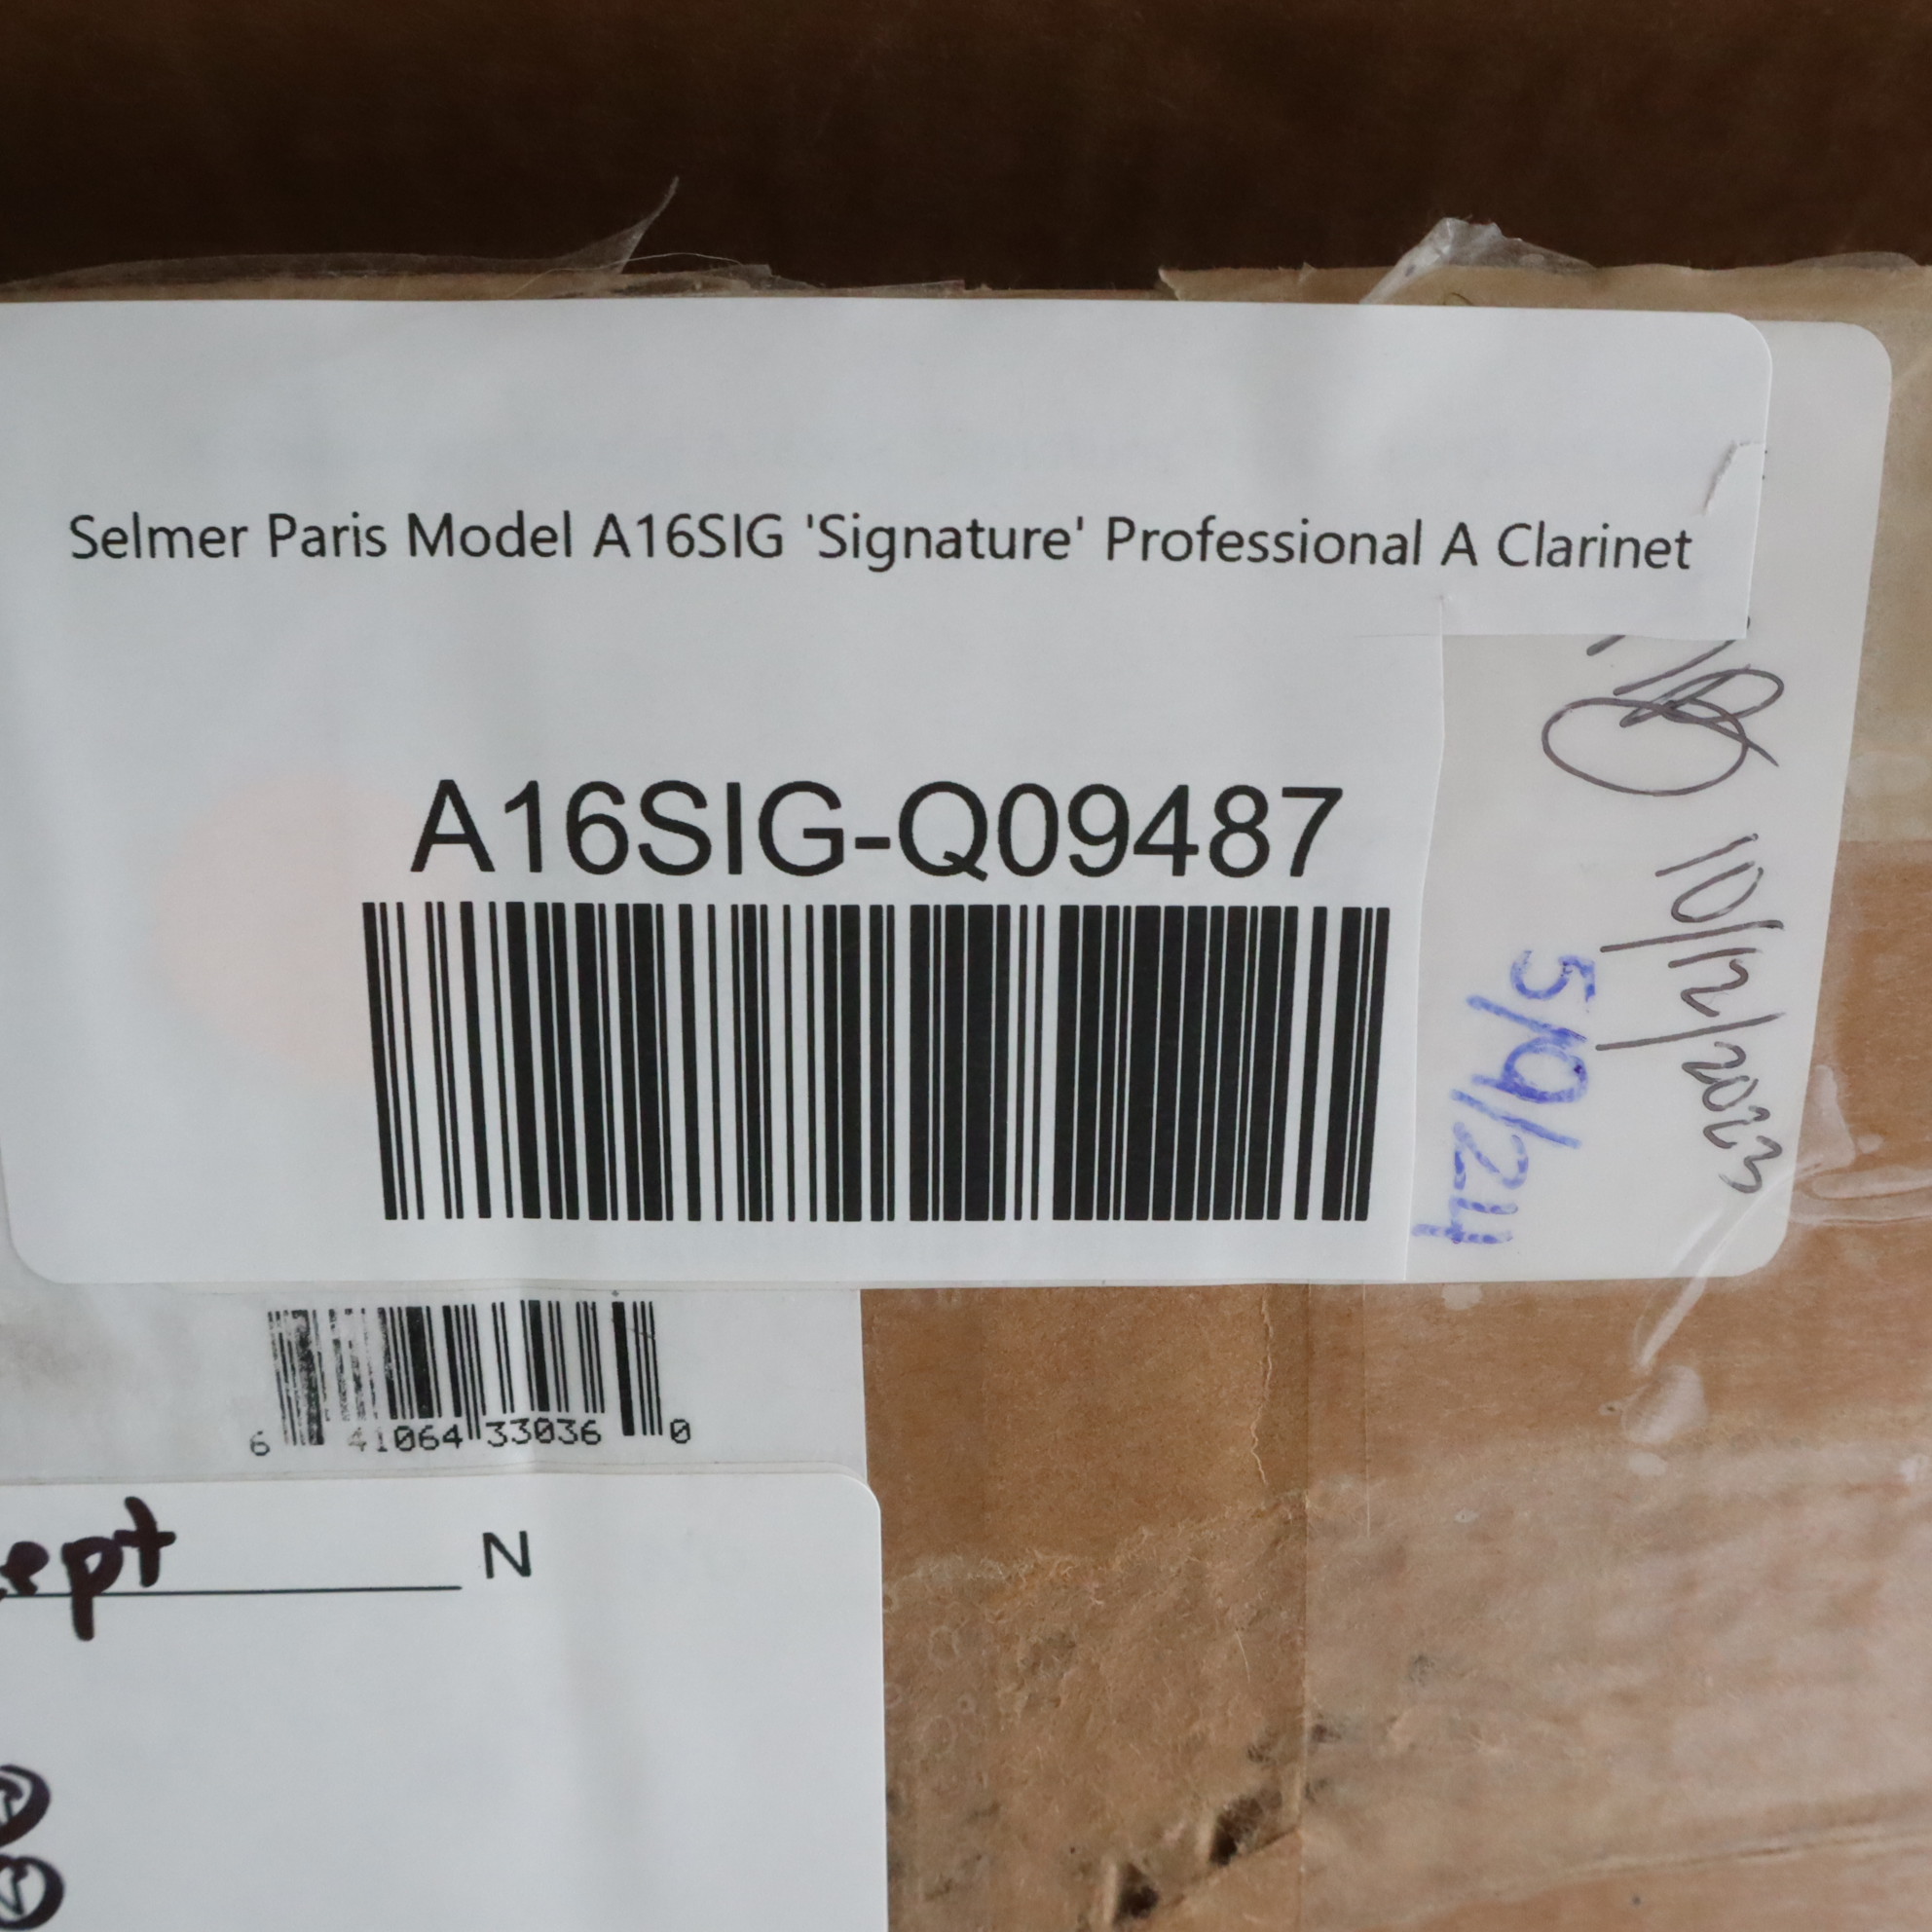 Selmer Paris Model A16SIG 'Signature' Professional A Clarinet
A16SIG-Q09487
10/12/2023
5/9/24
6 41064 33036 0
N